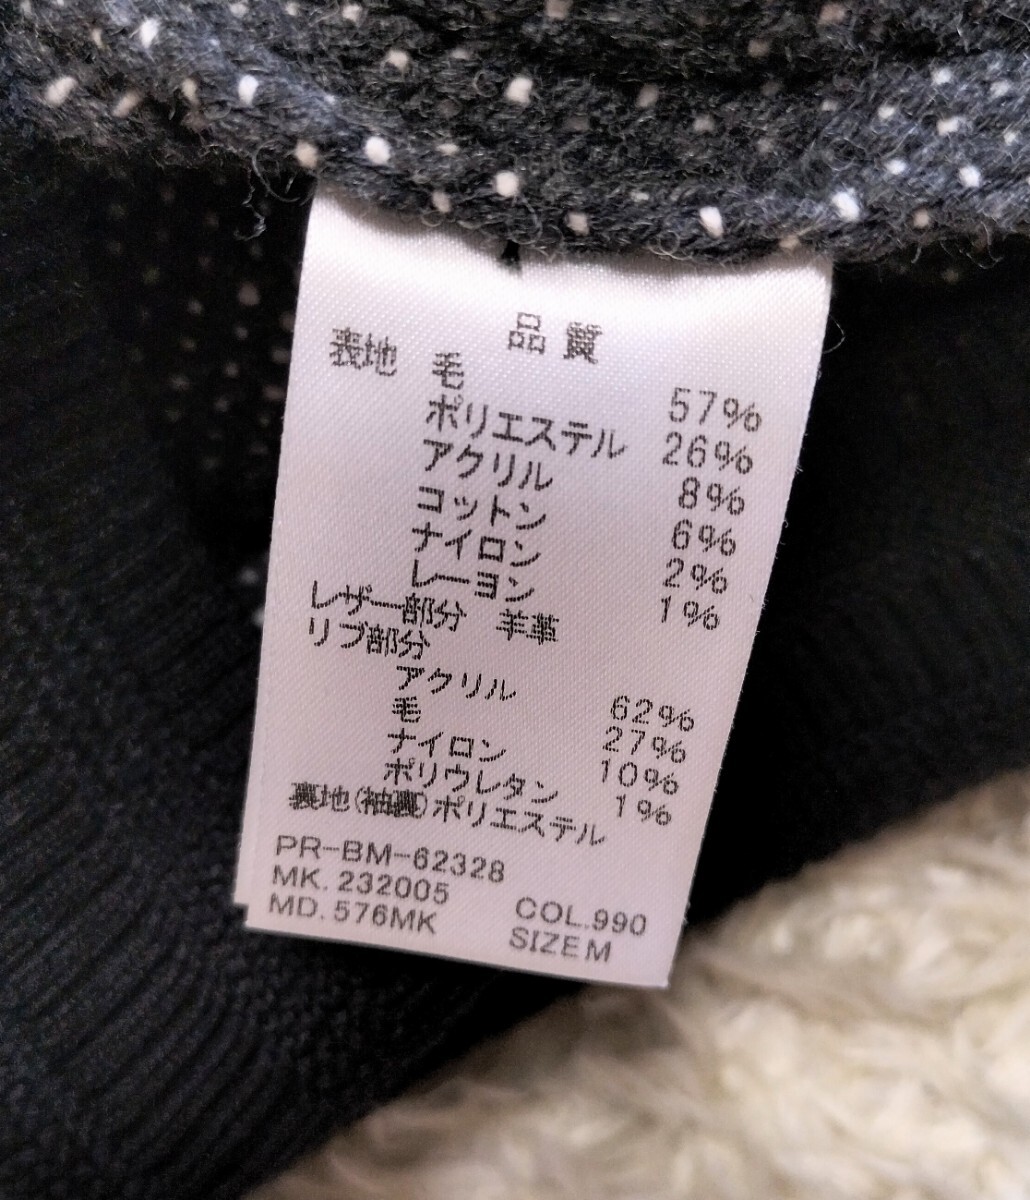 品質
表地 毛 57%
ポリエステル 26%
アクリル 8%
コットン 6%
ナイロン 2%
レーヨン 1%
レザー部分 羊革
リブ部分
アクリル 62%
毛 27%
ナイロン 10%
ポリウレタン 1%
裏地(袖裏)ポリエステル
PR-BM-62328
MK. 232005 COL.990
MD. 576MK SIZE M